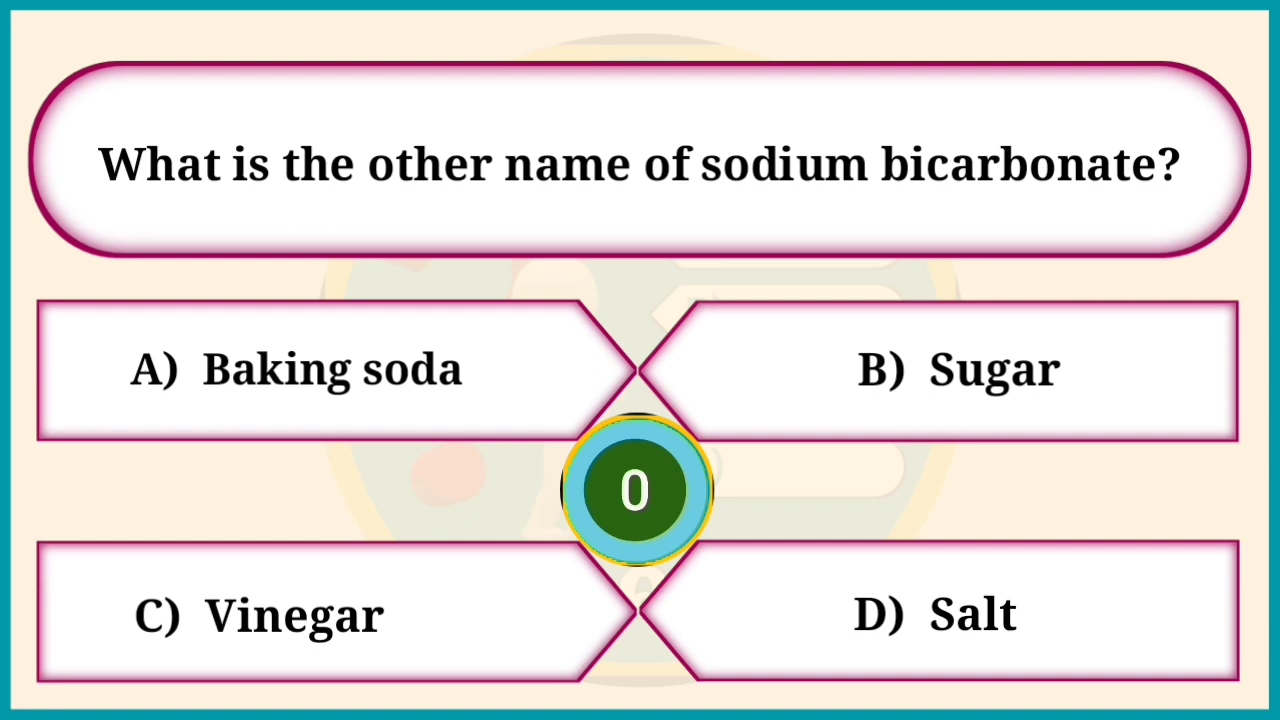 What is the other name of sodium bicarbonate?
A) Baking soda
B) Sugar
0
C) Vinegar
D) Salt